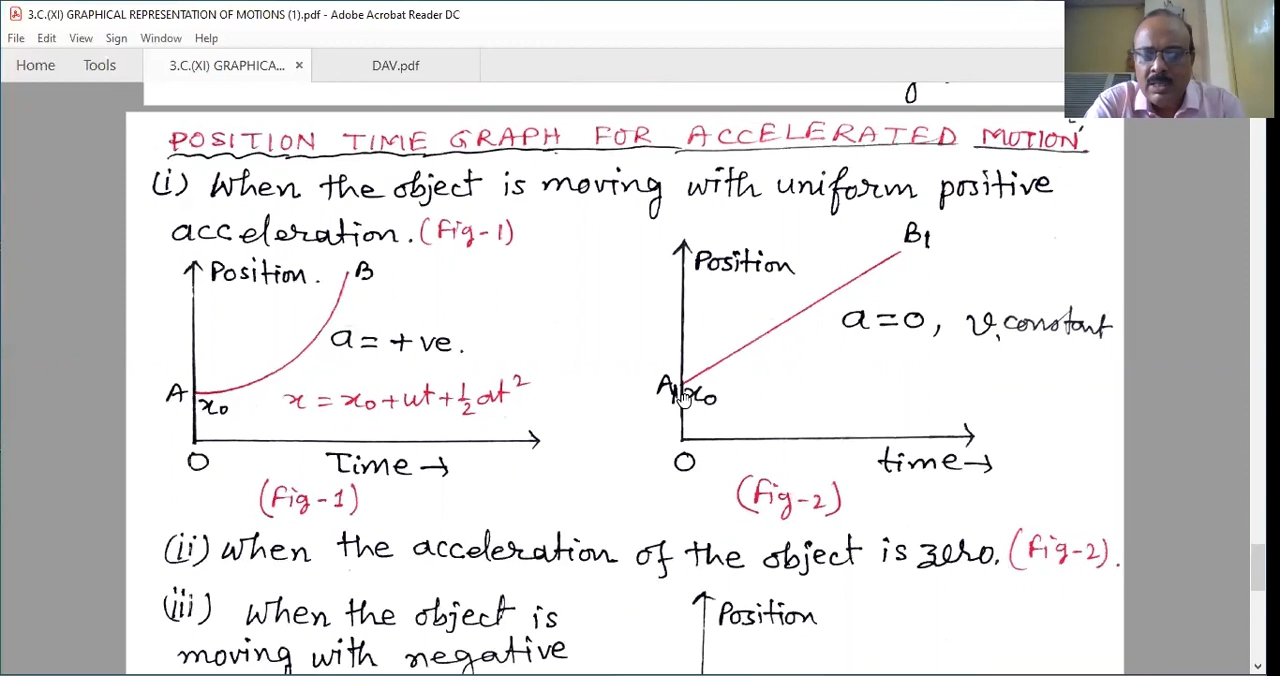 3.C.(XI) GRAPHICAL REPRESENTATION OF MOTIONS (1).pdf - Adobe Acrobat Reader DC
File Edit View Sign Window Help
Home Tools 3.C.(XI) GRAPHICA... × DAV.pdf
POSITION TIME GRAPH FOR ACCELERATED MOTION
(i) When the object is moving with uniform positive
acceleration. (fig-1)
Position. B
a = +ve.
A x₀ x = x₀ + ut + ½at²
O Time →
(fig-1)
Position B₁
a = 0, v, constant
A₁ x₀
O time →
(fig-2)
(ii) when the acceleration of the object is zero. (fig-2).
(iii) when the object is
moving with negative
Position